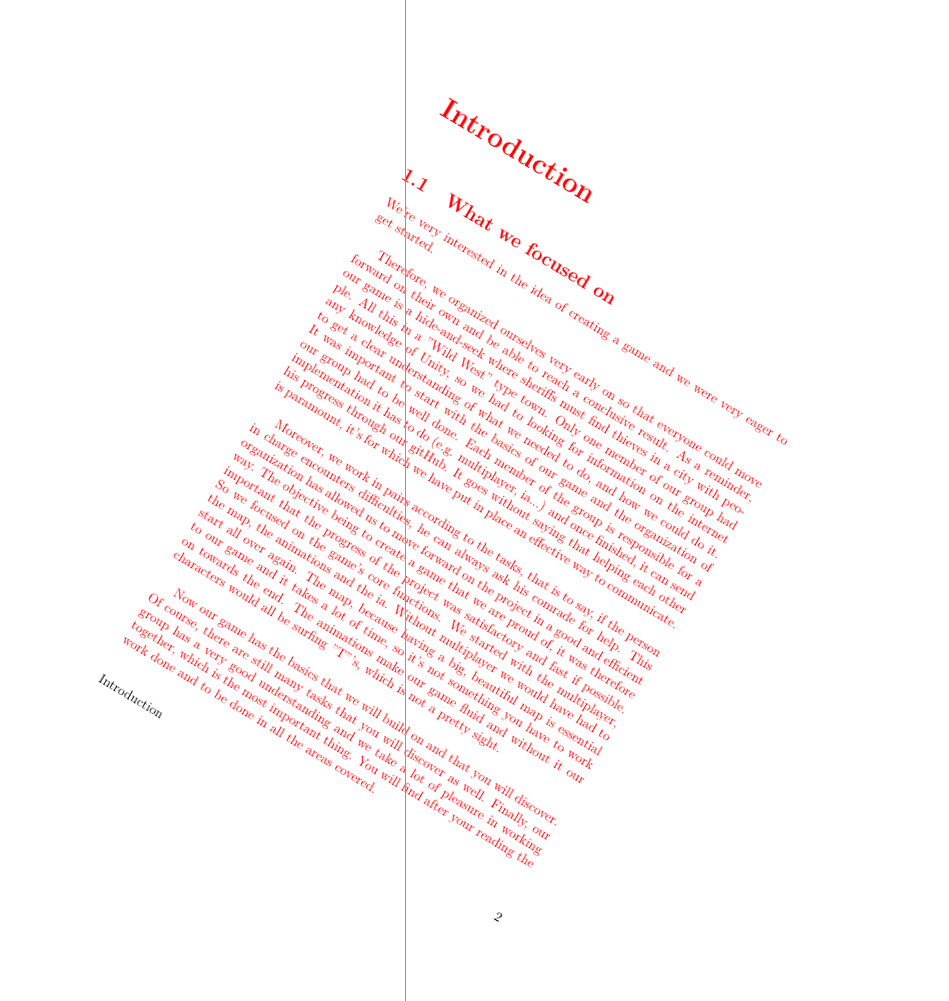 Introduction
1.1 What we focused on
We're very interested in the idea of creating a game and we were very eager to
get started.
Therefore, we organized ourselves very early on so that everyone could move
forward on their own and be able to reach a conclusive result. As a reminder,
our game is a hide-and-seek where sheriffs must find thieves in a city with peo-
ple. All this in a "Wild West" type town. Only one member of our group had
any knowledge of Unity, so we had to looking for information on the internet
to get a clear understanding of what we needed to do, and how we could do it.
It was important to start with the basics of our game and the organization of
our group had to be well done. Each member of the group is responsible for a
implementation it has to do (e.g. multiplayer, ia...) and once finished, it can send
his progress through our gitHub. It goes without saying that helping each other
is paramount, it's for which we have put in place an effective way to communicate.
Moreover, we work in pairs according to the tasks, that is to say, if the person
in charge encounters difficulties, he can always ask his comrade for help. This
organization has allowed us to move forward on the project in a good and efficient
way. The objective being to create a game that we are proud of, it was therefore
important that the progress of the project was satisfactory and fast if possible.
So we focused on the game's core functions. We started with the multiplayer,
the map, the animations and the ia. Without multiplayer we would have had to
start all over again. The map, because having a big, beautiful map is essential
to our game and it takes a lot of time, so it's not something you have to work
on towards the end. The animations make our game fluid and without it our
characters would all be surfing "T"s, which is not a pretty sight.
Now our game has the basics that we will build on and that you will discover.
Of course, there are still many tasks that you will discover as well. Finally, our
group has a very good understanding and we take a lot of pleasure in working
together, which is the most important thing. You will find after your reading the
work done and to be done in all the areas covered.
Introduction
2